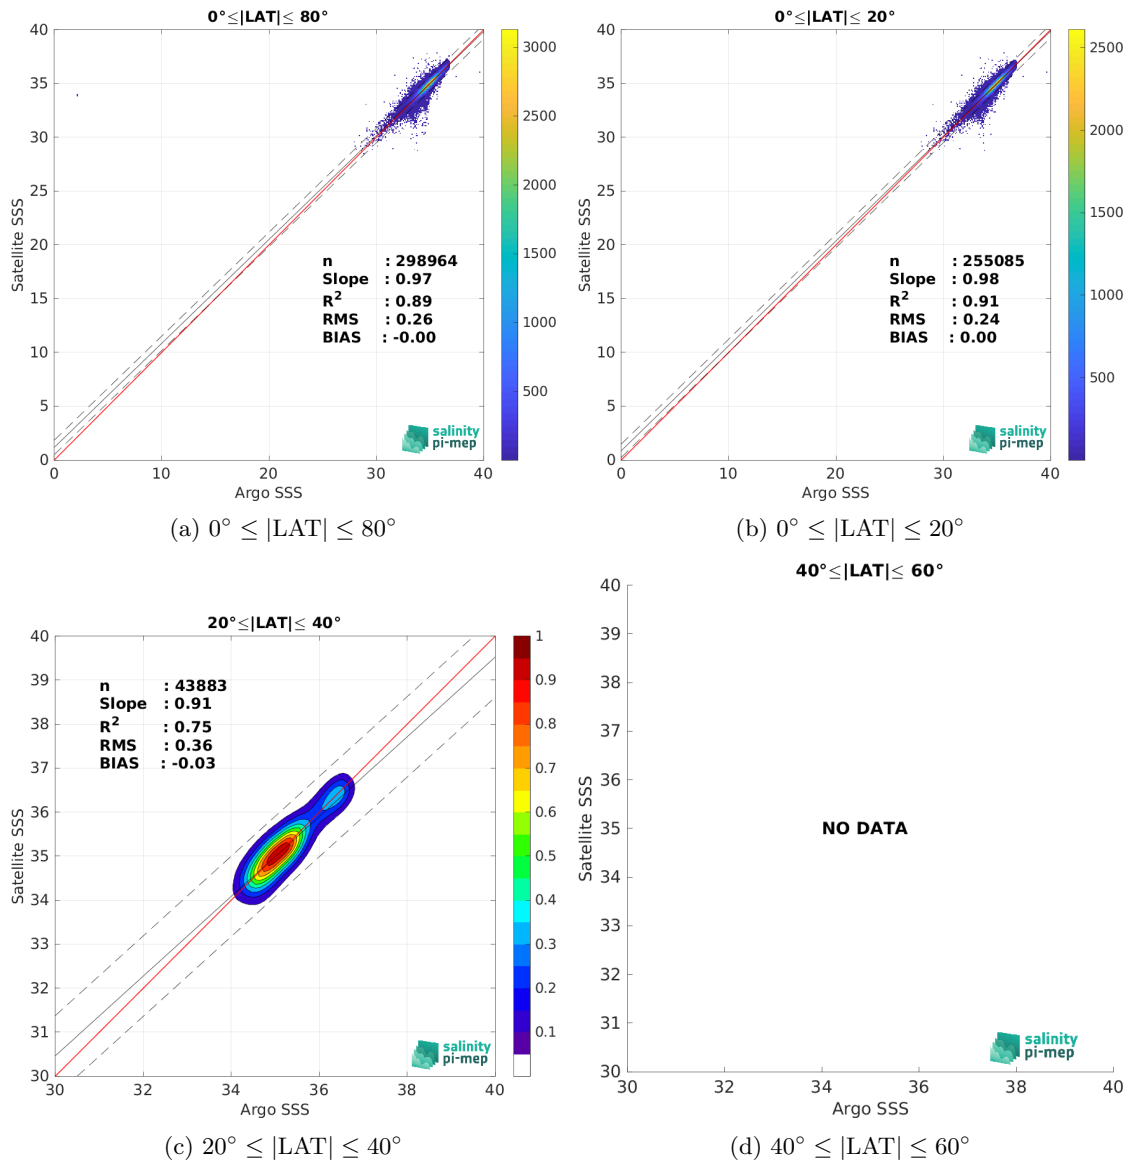 0°≤|LAT|≤ 80°
40
35
30
25
20
15
10
5
0
0
10
20
30
40
Satellite SSS
Argo SSS
n : 298964
Slope : 0.97
R² : 0.89
RMS : 0.26
BIAS : -0.00
salinity
pi-mep
3000
2500
2000
1500
1000
500
(a) 0° ≤ |LAT| ≤ 80°
0°≤|LAT|≤ 20°
40
35
30
25
20
15
10
5
0
0
10
20
30
40
Satellite SSS
Argo SSS
n : 255085
Slope : 0.98
R² : 0.91
RMS : 0.24
BIAS : 0.00
salinity
pi-mep
2500
2000
1500
1000
500
(b) 0° ≤ |LAT| ≤ 20°
20°≤|LAT|≤ 40°
40
39
38
37
36
35
34
33
32
31
30
30
32
34
36
38
40
Satellite SSS
Argo SSS
n : 43883
Slope : 0.91
R² : 0.75
RMS : 0.36
BIAS : -0.03
salinity
pi-mep
1
0.9
0.8
0.7
0.6
0.5
0.4
0.3
0.2
0.1
(c) 20° ≤ |LAT| ≤ 40°
40°≤|LAT|≤ 60°
40
39
38
37
36
35
34
33
32
31
30
30
32
34
36
38
40
Satellite SSS
Argo SSS
NO DATA
salinity
pi-mep
(d) 40° ≤ |LAT| ≤ 60°